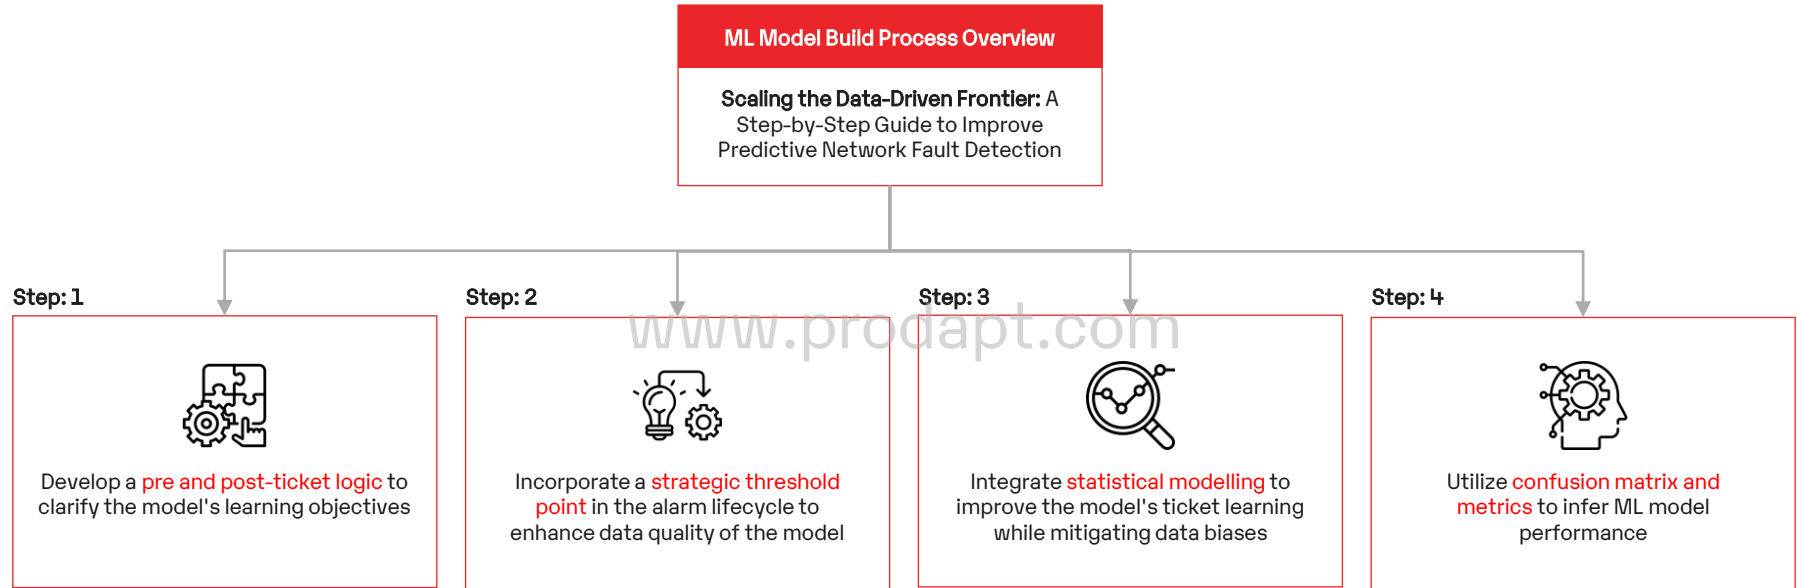 ML Model Build Process Overview
Scaling the Data-Driven Frontier: A
Step-by-Step Guide to Improve
Predictive Network Fault Detection
Step: 1
Develop a pre and post-ticket logic to
clarify the model's learning objectives
Step: 2
Incorporate a strategic threshold
point in the alarm lifecycle to
enhance data quality of the model
Step: 3
Integrate statistical modelling to
improve the model's ticket learning
while mitigating data biases
Step: 4
Utilize confusion matrix and
metrics to infer ML model
performance
www.prodapt.com